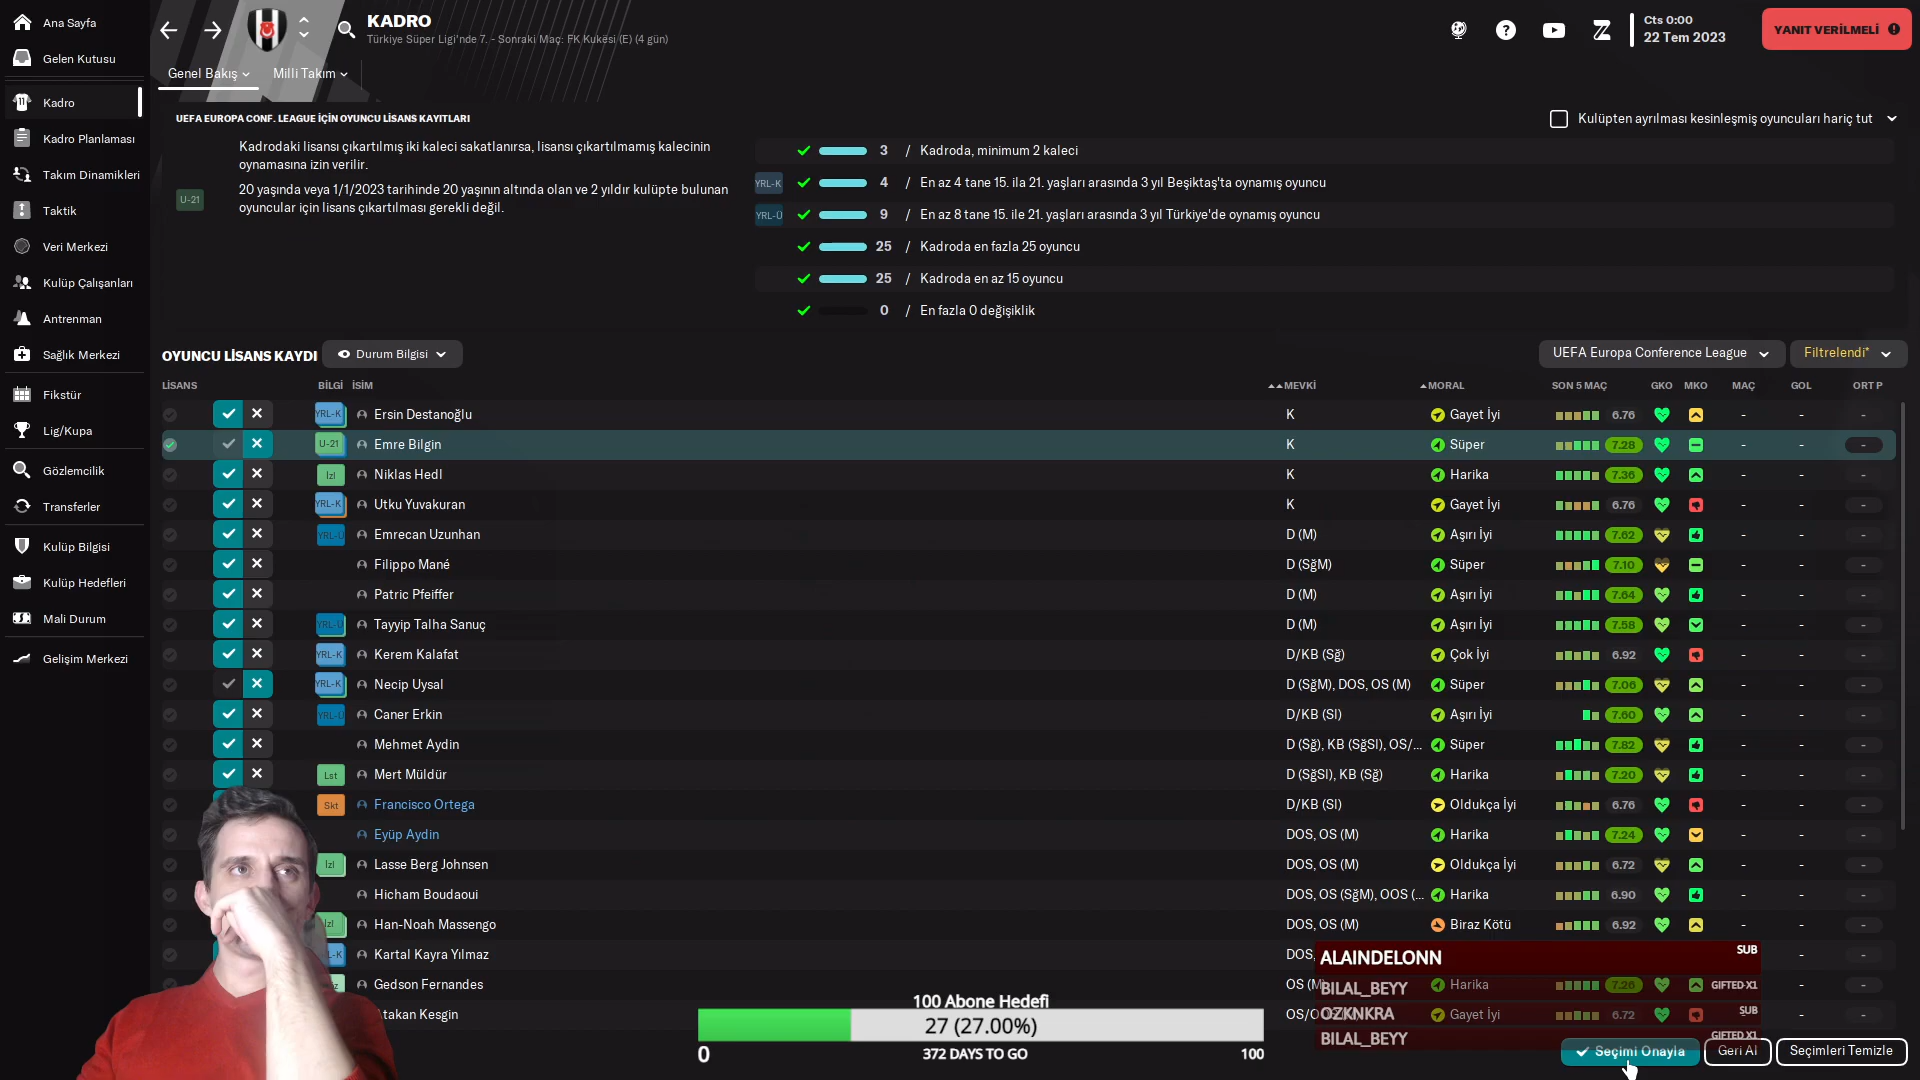 Ana Sayfa
Gelen Kutusu
Kadro
Kadro Planlaması
Takım Dinamikleri
Taktik
Veri Merkezi
Kulüp Çalışanları
Antrenman
Sağlık Merkezi
Fikstür
Lig/Kupa
Gözlemcilik
Transferler
Kulüp Bilgisi
Kulüp Hedefleri
Mali Durum
Gelişim Merkezi
KADRO
Türkiye Süper Ligi'nde 7. - Sonraki Maç: FK Kukësi (E) (4 gün)
Cts 0:00
22 Tem 2023
YANIT VERİLMELİ
Genel Bakış
Milli Takım
UEFA EUROPA CONF. LEAGUE İÇİN OYUNCU LİSANS KAYITLARI
Kulüpten ayrılması kesinleşmiş oyuncuları hariç tut
Kadrodaki lisansı çıkartılmış iki kaleci sakatlanırsa, lisansı çıkartılmamış kalecinin
oynamasına izin verilir.
U-21
20 yaşında veya 1/1/2023 tarihinde 20 yaşının altında olan ve 2 yıldır kulüpte bulunan
oyuncular için lisans çıkartılması gerekli değil.
3 / Kadroda, minimum 2 kaleci
YRL-K 4 / En az 4 tane 15. ila 21. yaşları arasında 3 yıl Beşiktaş'ta oynamış oyuncu
YRL-Ü 9 / En az 8 tane 15. ile 21. yaşları arasında 3 yıl Türkiye'de oynamış oyuncu
25 / Kadroda en fazla 25 oyuncu
25 / Kadroda en az 15 oyuncu
0 / En fazla 0 değişiklik
OYUNCU LİSANS KAYDI
Durum Bilgisi
UEFA Europa Conference League
Filtrelendi*
LİSANS BİLGİ İSİM MEVKİ MORAL SON 5 MAÇ GKO MKO MAÇ GOL ORT P
YRL-K Ersin Destanoğlu K Gayet İyi 6.76 - - -
U-21 Emre Bilgin K Süper 7.28 - - -
İzl Niklas Hedl K Harika 7.36 - - -
YRL-K Utku Yuvakuran K Gayet İyi 6.76 - - -
YRL-Ü Emrecan Uzunhan D (M) Aşırı İyi 7.62 - - -
Filippo Mané D (SğM) Süper 7.10 - - -
Patric Pfeiffer D (M) Aşırı İyi 7.64 - - -
YRL-Ü Tayyip Talha Sanuç D (M) Aşırı İyi 7.58 - - -
YRL-K Kerem Kalafat D/KB (Sğ) Çok İyi 6.92 - - -
YRL-K Necip Uysal D (SğM), DOS, OS (M) Süper 7.06 - - -
YRL-Ü Caner Erkin D/KB (Sl) Aşırı İyi 7.60 - - -
Mehmet Aydin D (Sğ), KB (SğSl), OS/... Süper 7.82 - - -
Lst Mert Müldür D (SğSl), KB (Sğ) Harika 7.20 - - -
Skt Francisco Ortega D/KB (Sl) Oldukça İyi 6.76 - - -
Eyüp Aydin DOS, OS (M) Harika 7.24 - - -
İzl Lasse Berg Johnsen DOS, OS (M) Oldukça İyi 6.72 - - -
Hicham Boudaoui DOS, OS (SğM), OOS (... Harika 6.90 - - -
İzl Han-Noah Massengo DOS, OS (M) Biraz Kötü 6.92 - - -
L-K Kartal Kayra Yılmaz DOS, - -
Gedson Fernandes OS (M Harika 7.26 - - -
Atakan Kesgin OS/O Gayet İyi 6.72 - - -
ALAINDELONN SUB
BILAL_BEYY GIFTED X1
OZKNKRA SUB
BILAL_BEYY GIFTED X1
100 Abone Hedefi
27 (27.00%)
0 372 DAYS TO GO 100
Seçimi Onayla
Geri Al
Seçimleri Temizle